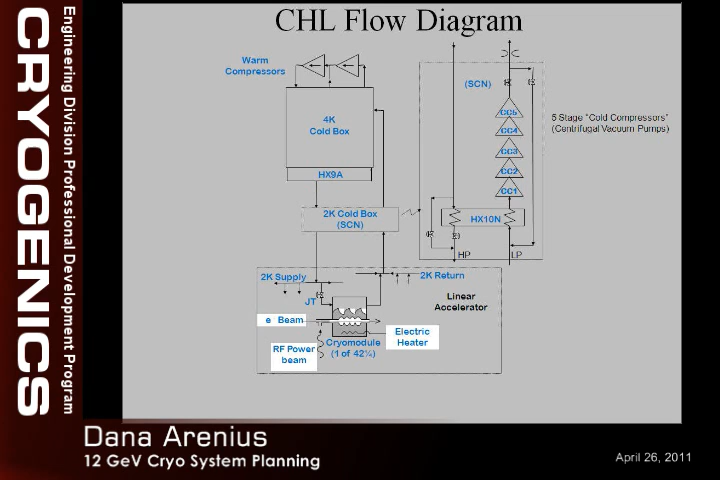 CHL Flow Diagram
Warm
Compressors
4K
Cold Box
HX9A
2K Cold Box
(SCN)
(SCN)
CC5
CC4
CC3
CC2
CC1
HX10N
HP
LP
5 Stage "Cold Compressors"
(Centrifugal Vacuum Pumps)
2K Supply
2K Return
JT
Linear
Accelerator
e Beam
Electric
Heater
RF Power
beam
Cryomodule
(1 of 42¼)
CRYOGENICS
Engineering Division Professional Development Program
Dana Arenius
12 GeV Cryo System Planning
April 26, 2011